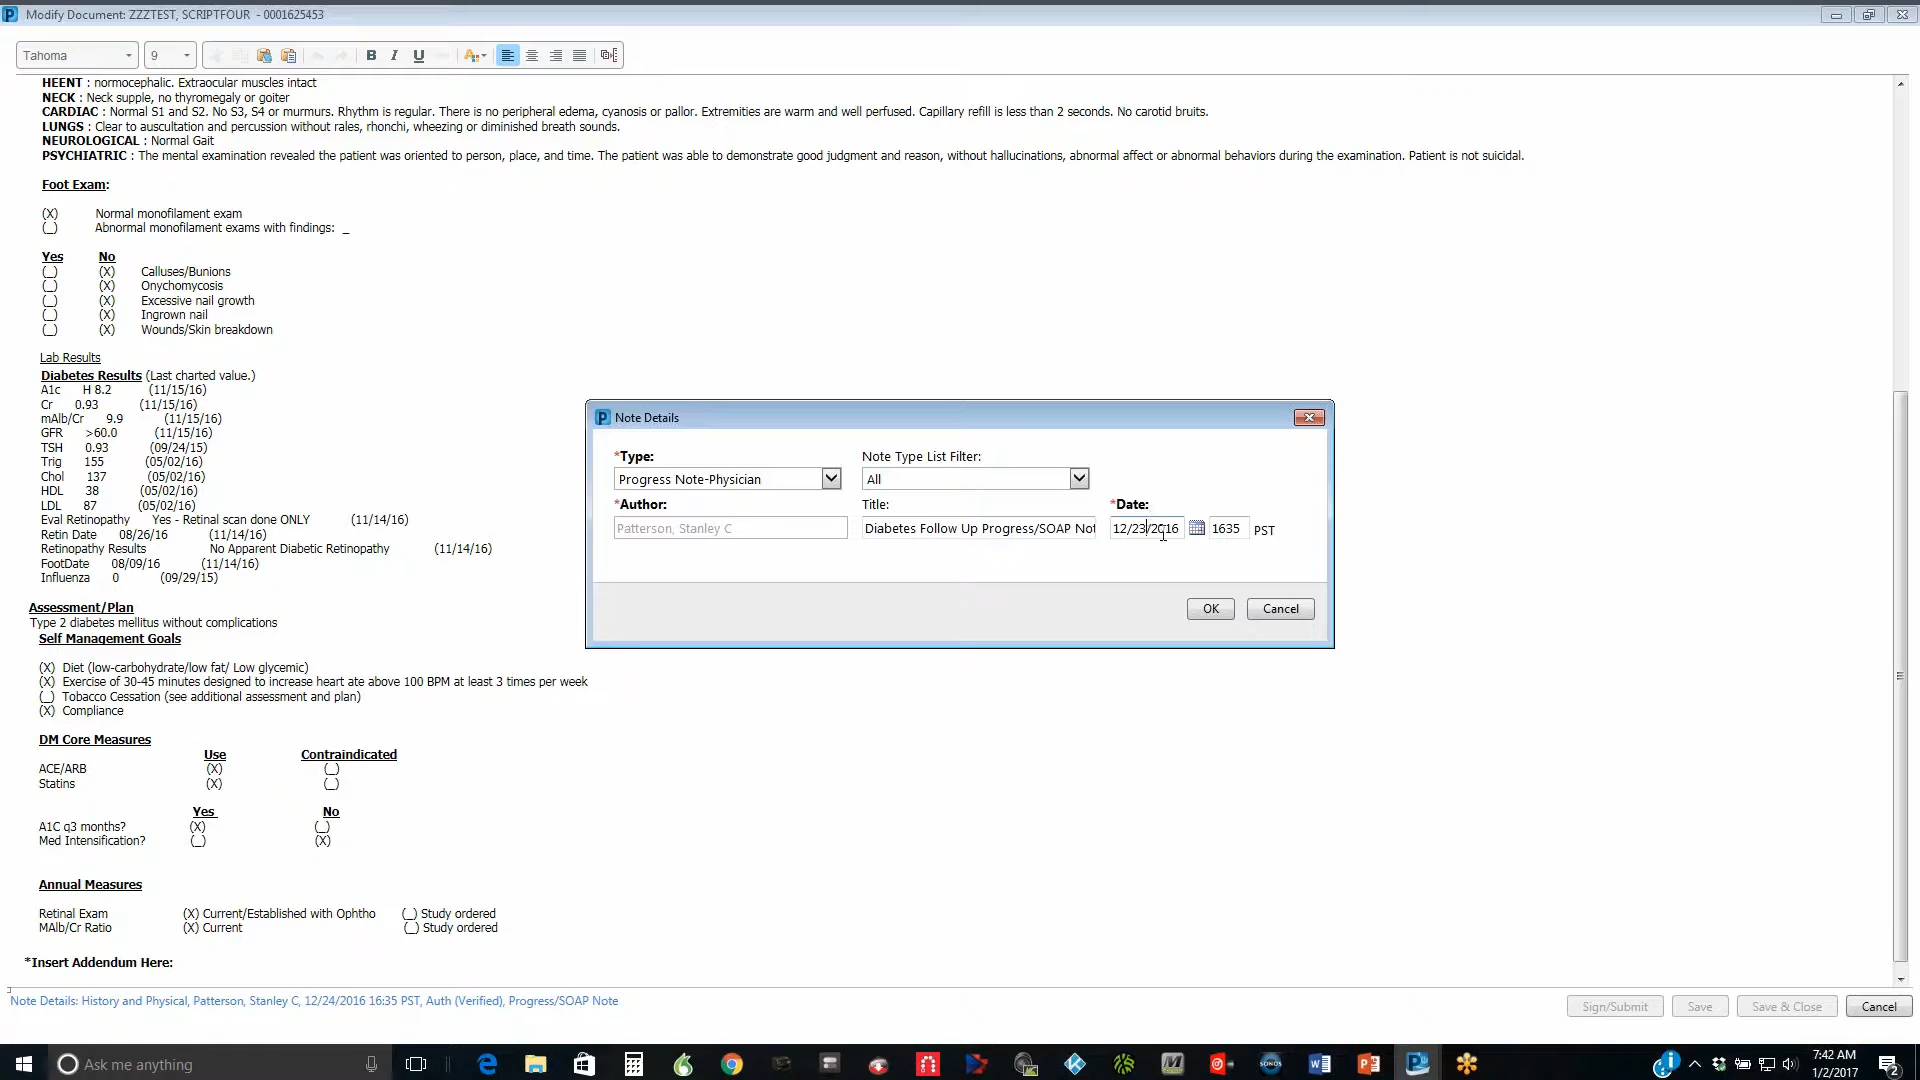 Modify Document: ZZZTEST, SCRIPTFOUR - 0001625453
Tahoma 9 B I U A
HEENT : normocephalic. Extraocular muscles intact
NECK : Neck supple, no thyromegaly or goiter
CARDIAC : Normal S1 and S2. No S3, S4 or murmurs. Rhythm is regular. There is no peripheral edema, cyanosis or pallor. Extremities are warm and well perfused. Capillary refill is less than 2 seconds. No carotid bruits.
LUNGS : Clear to auscultation and percussion without rales, rhonchi, wheezing or diminished breath sounds.
NEUROLOGICAL : Normal Gait
PSYCHIATRIC : The mental examination revealed the patient was oriented to person, place, and time. The patient was able to demonstrate good judgment and reason, without hallucinations, abnormal affect or abnormal behaviors during the examination. Patient is not suicidal.
Foot Exam:
(X) Normal monofilament exam
(_) Abnormal monofilament exams with findings: _
Yes No
(_) (X) Calluses/Bunions
(_) (X) Onychomycosis
(_) (X) Excessive nail growth
(_) (X) Ingrown nail
(_) (X) Wounds/Skin breakdown
Lab Results
Diabetes Results (Last charted value.)
A1c H 8.2 (11/15/16)
Cr 0.93 (11/15/16)
mAlb/Cr 9.9 (11/15/16)
GFR >60.0 (11/15/16)
TSH 0.93 (09/24/15)
Trig 155 (05/02/16)
Chol 137 (05/02/16)
HDL 38 (05/02/16)
LDL 87 (05/02/16)
Eval Retinopathy Yes - Retinal scan done ONLY (11/14/16)
Retin Date 08/26/16 (11/14/16)
Retinopathy Results No Apparent Diabetic Retinopathy (11/14/16)
FootDate 08/09/16 (11/14/16)
Influenza 0 (09/29/15)
Assessment/Plan
Type 2 diabetes mellitus without complications
Self Management Goals
(X) Diet (low-carbohydrate/low fat/ Low glycemic)
(X) Exercise of 30-45 minutes designed to increase heart ate above 100 BPM at least 3 times per week
(_) Tobacco Cessation (see additional assessment and plan)
(X) Compliance
DM Core Measures
Use Contraindicated
ACE/ARB (X) (_)
Statins (X) (_)
Yes No
A1C q3 months? (X) (_)
Med Intensification? (_) (X)
Annual Measures
Retinal Exam (X) Current/Established with Ophtho (_) Study ordered
MAlb/Cr Ratio (X) Current (_) Study ordered
*Insert Addendum Here:
Note Details
*Type: Note Type List Filter:
Progress Note-Physician All
*Author: Title: *Date:
Patterson, Stanley C Diabetes Follow Up Progress/SOAP Not 12/23/2016 1635 PST
OK Cancel
Note Details: History and Physical, Patterson, Stanley C, 12/24/2016 16:35 PST, Auth (Verified), Progress/SOAP Note
Sign/Submit Save Save & Close Cancel
Ask me anything
7:42 AM
1/2/2017
2